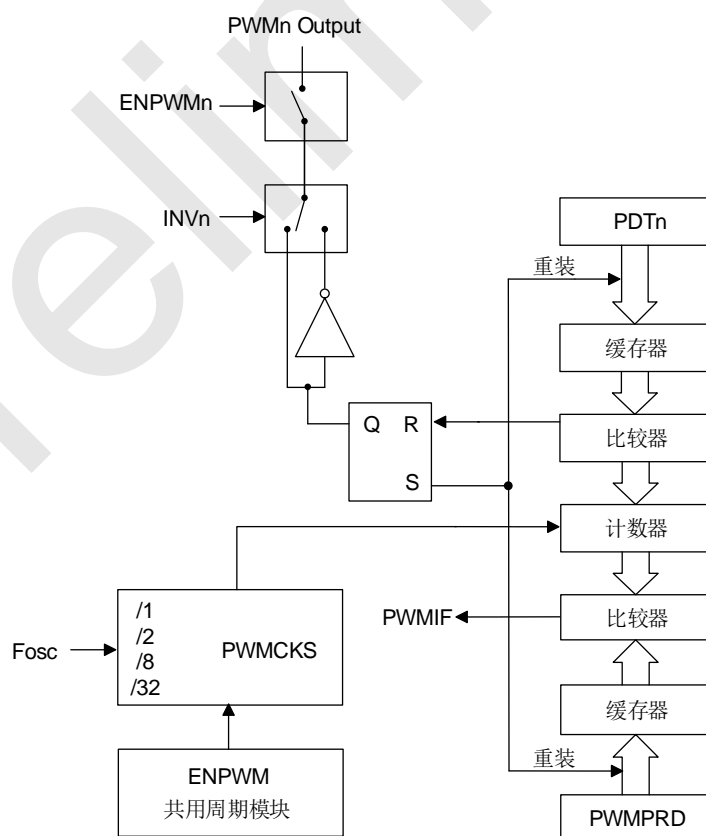 PWMn Output
ENPWMn
INVn
PDTn
重装
缓存器
Q R
比较器
S
计数器
/1
/2
/8
/32
PWMCKS
Fosc
PWMIF
比较器
缓存器
ENPWM
共用周期模块
重装
PWMPRD